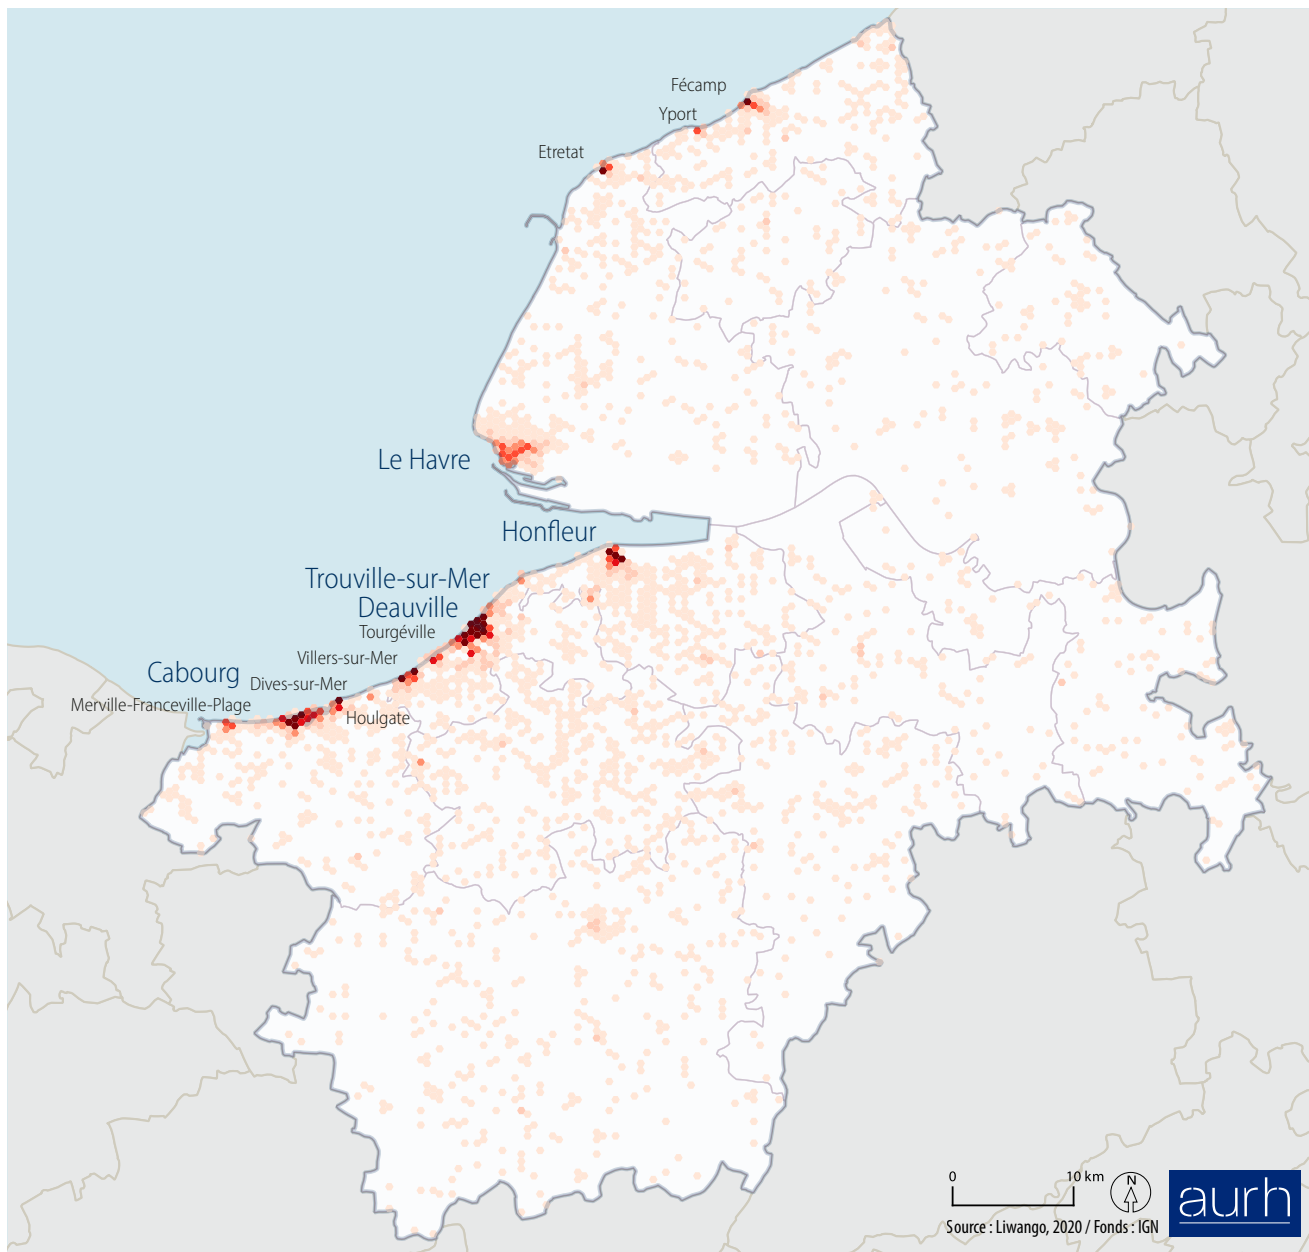 Fécamp
Yport
Etretat
Le Havre
Honfleur
Trouville-sur-Mer
Deauville
Tourgéville
Villers-sur-Mer
Cabourg
Dives-sur-Mer
Merville-Franceville-Plage
Houlgate
0 10 km
N
aurh
Source : Liwango, 2020 / Fonds : IGN